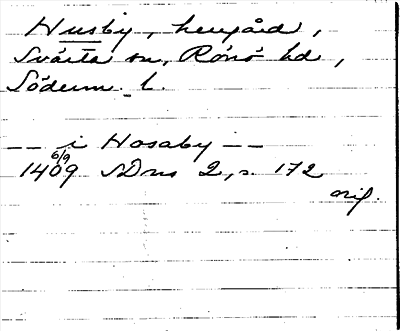 Husby, herrgård,
Svärta sn, Rönö hd,
Söderm. l.
-- i Hosaby --
6/9
1409 SDns 2, s. 172
orig.